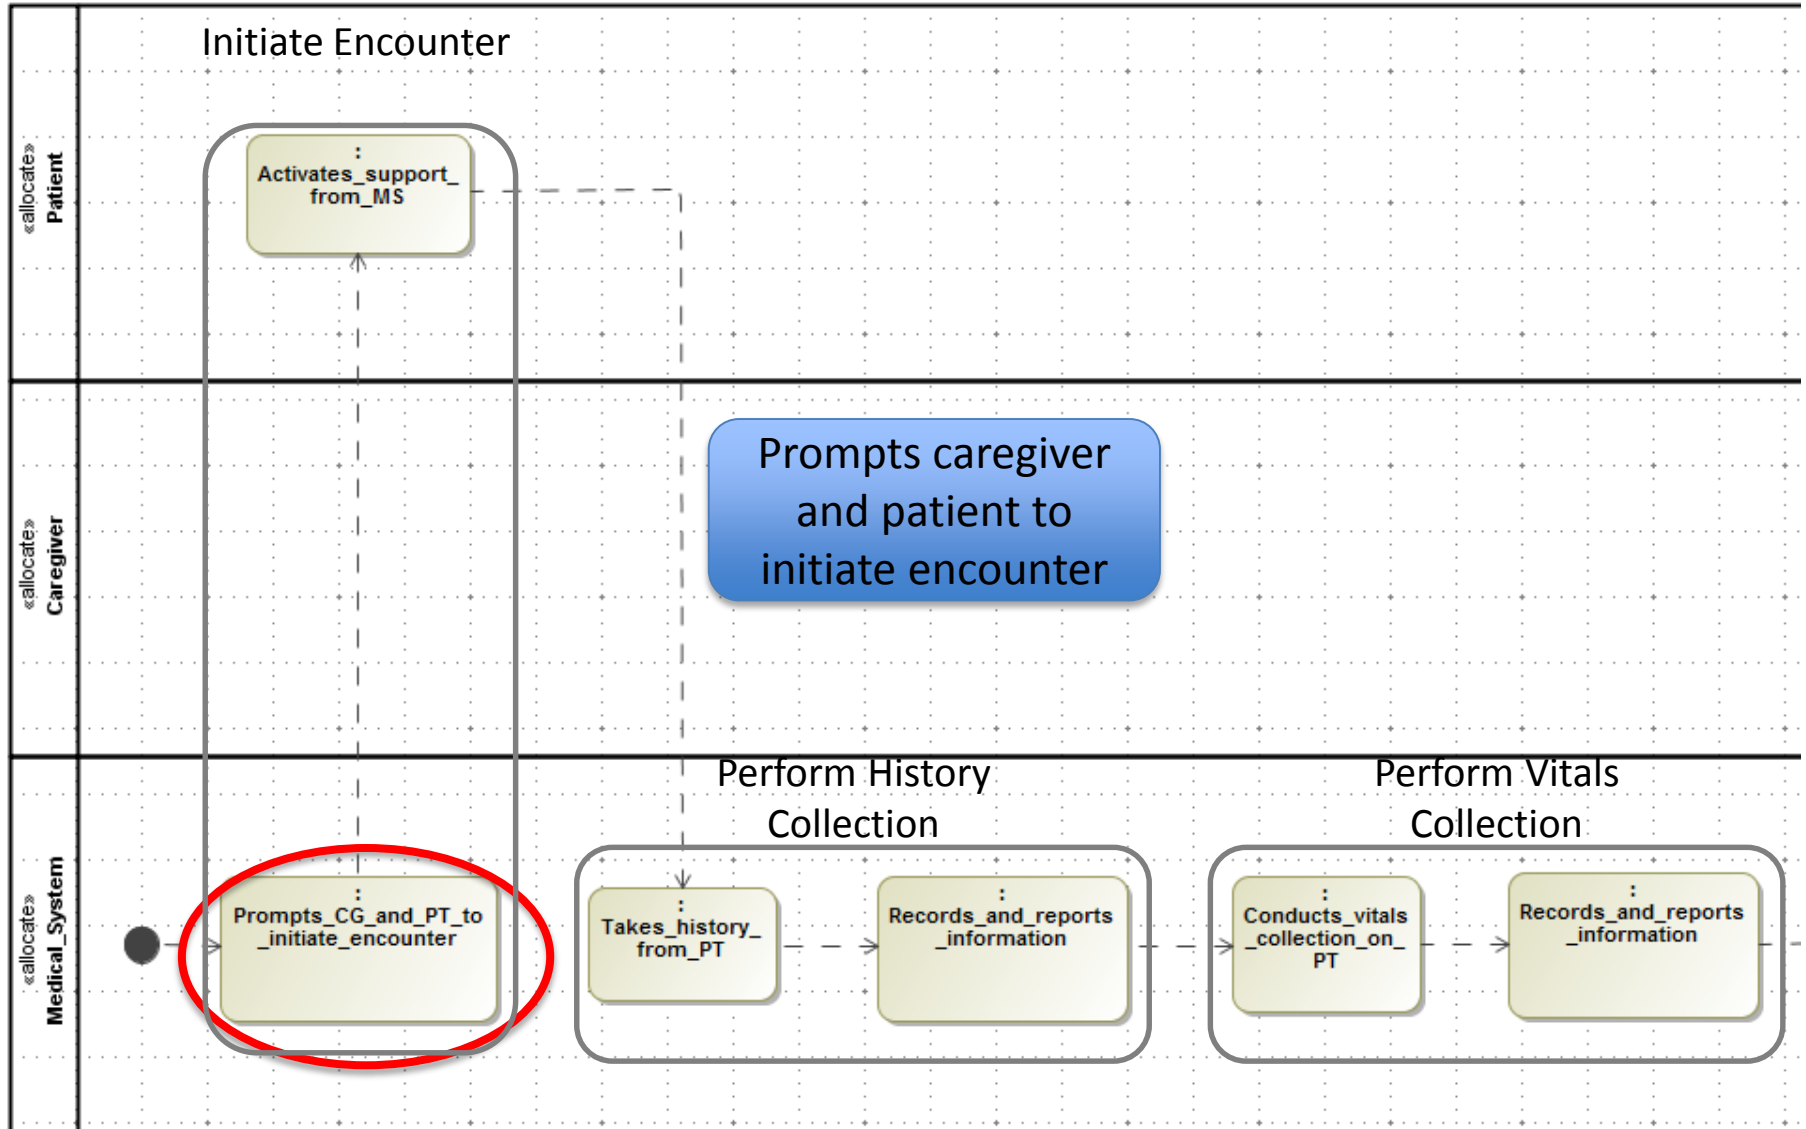 Initiate Encounter
«allocate»
Patient
:
Activates_support_
from_MS
«allocate»
Caregiver
Prompts caregiver
and patient to
initiate encounter
«allocate»
Medical_System
:
Prompts_CG_and_PT_to
_initiate_encounter
Perform History
Collection
:
Takes_history_
from_PT
:
Records_and_reports
_information
Perform Vitals
Collection
:
Conducts_vitals
_collection_on_
PT
:
Records_and_reports
_information